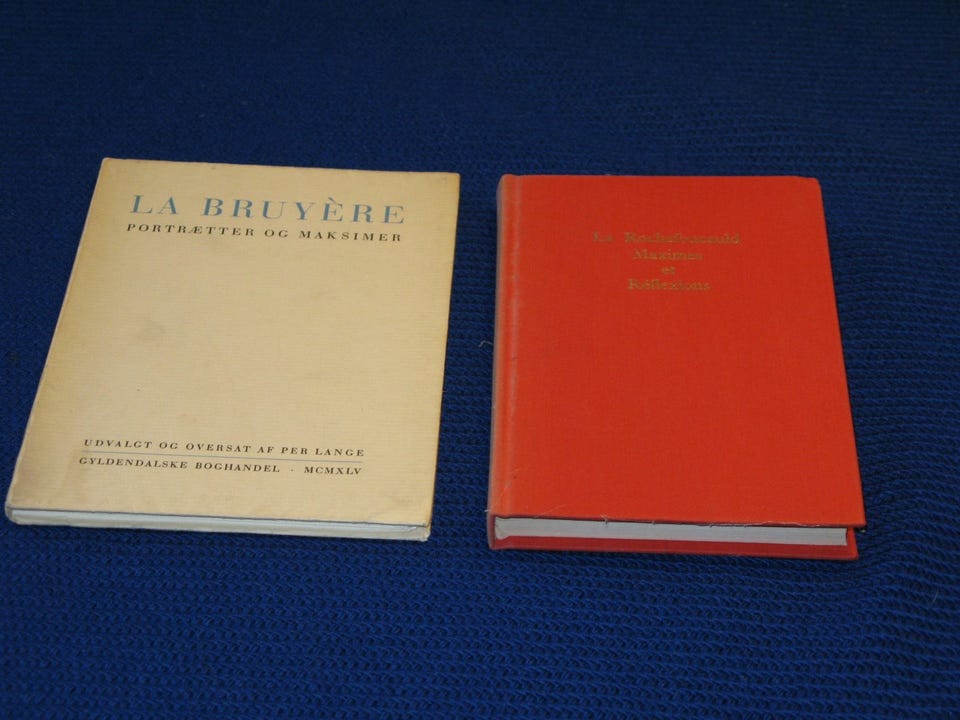 LA BRUYÈRE
PORTRÆTTER OG MAKSIMER
UDVALGT OG OVERSAT AF PER LANGE
GYLDENDALSKE BOGHANDEL · MCMXLV
La Rochefoucauld
Maximes
et
Réflexions